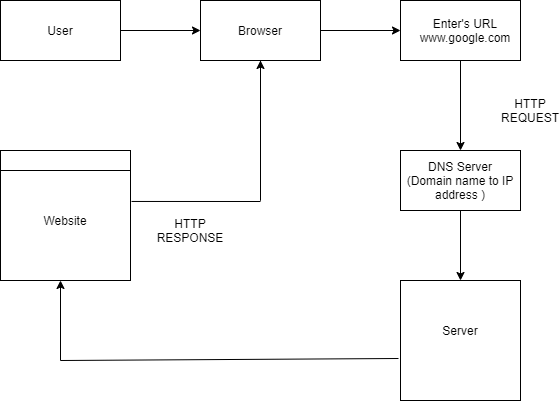 User
Browser
Enter's URL
www.google.com
HTTP
REQUEST
DNS Server
(Domain name to IP
address )
Website
HTTP
RESPONSE
Server